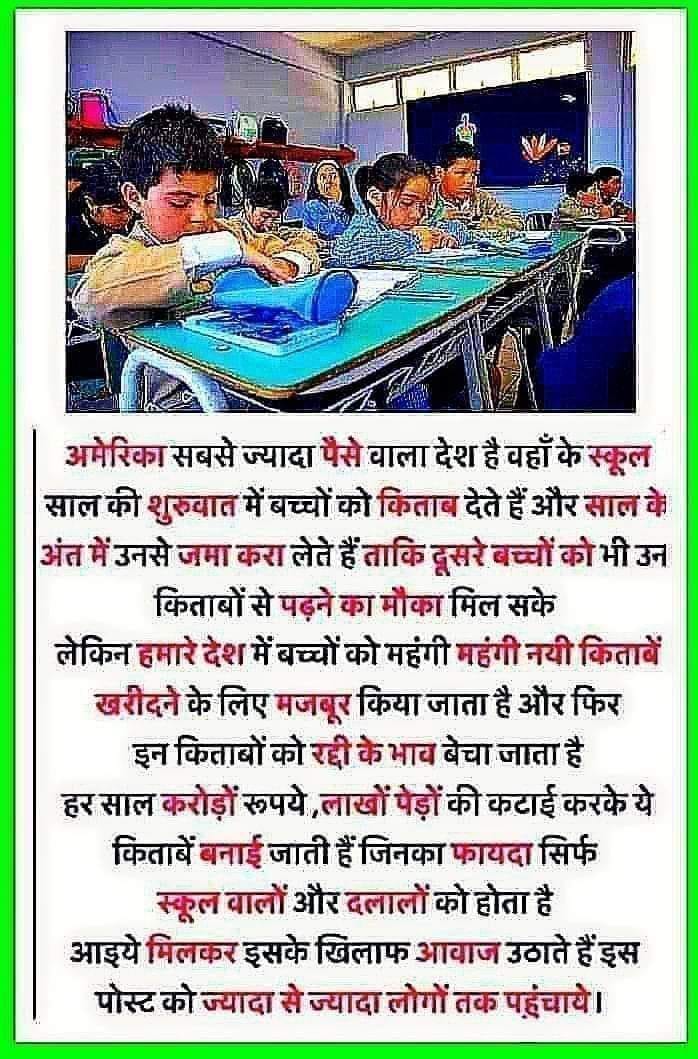 अमेरिका सबसे ज्यादा पैसे वाला देश है वहाँ के स्कूल
साल की शुरुवात में बच्चों को किताब देते हैं और साल के
अंत में उनसे जमा करा लेते हैं ताकि दूसरे बच्चों को भी उन
किताबों से पढ़ने का मौका मिल सके
लेकिन हमारे देश में बच्चों को महंगी महंगी नयी किताबें
खरीदने के लिए मजबूर किया जाता है और फिर
इन किताबों को रद्दी के भाव बेचा जाता है
हर साल करोड़ों रूपये ,लाखों पेड़ों की कटाई करके ये
किताबें बनाई जाती हैं जिनका फायदा सिर्फ
स्कूल वालों और दलालों को होता है
आइये मिलकर इसके खिलाफ आवाज उठाते हैं इस
पोस्ट को ज्यादा से ज्यादा लोगों तक पहुंचाये।